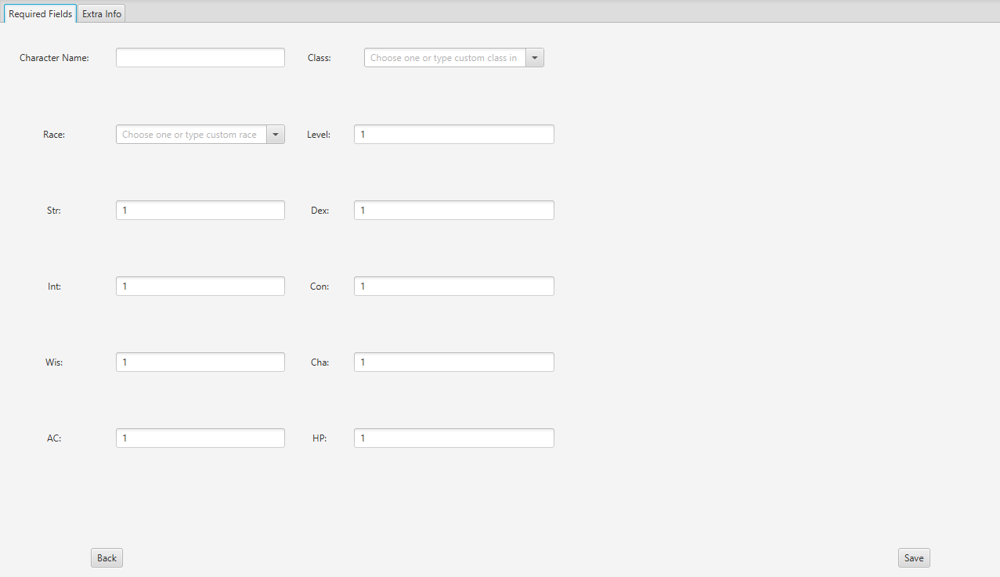 Required Fields Extra Info
Character Name: Class: Choose one or type custom class in
Race: Choose one or type custom race Level: 1
Str: 1 Dex: 1
Int: 1 Con: 1
Wis: 1 Cha: 1
AC: 1 HP: 1
Back Save